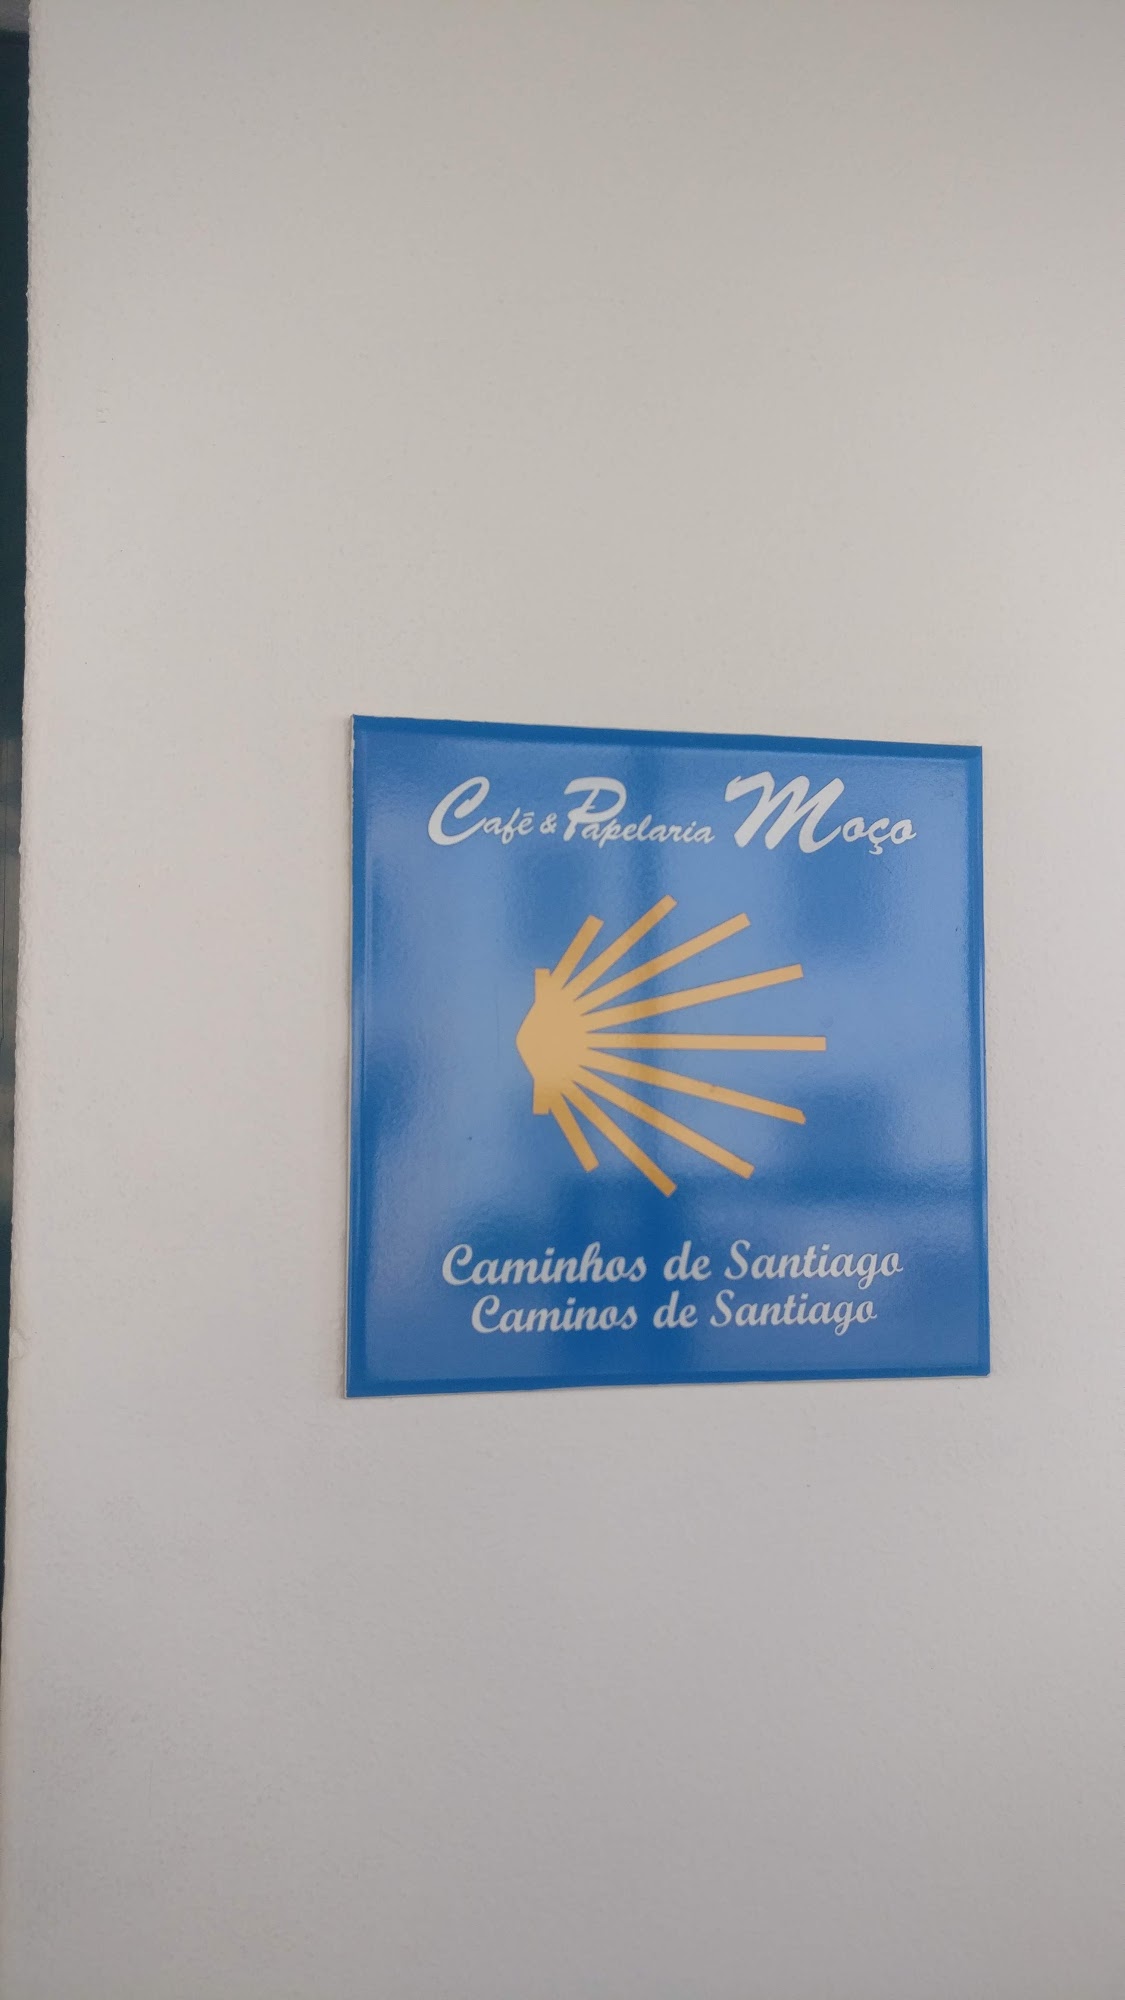 Café & Papelaria Moço
Caminhos de Santiago
Caminos de Santiago